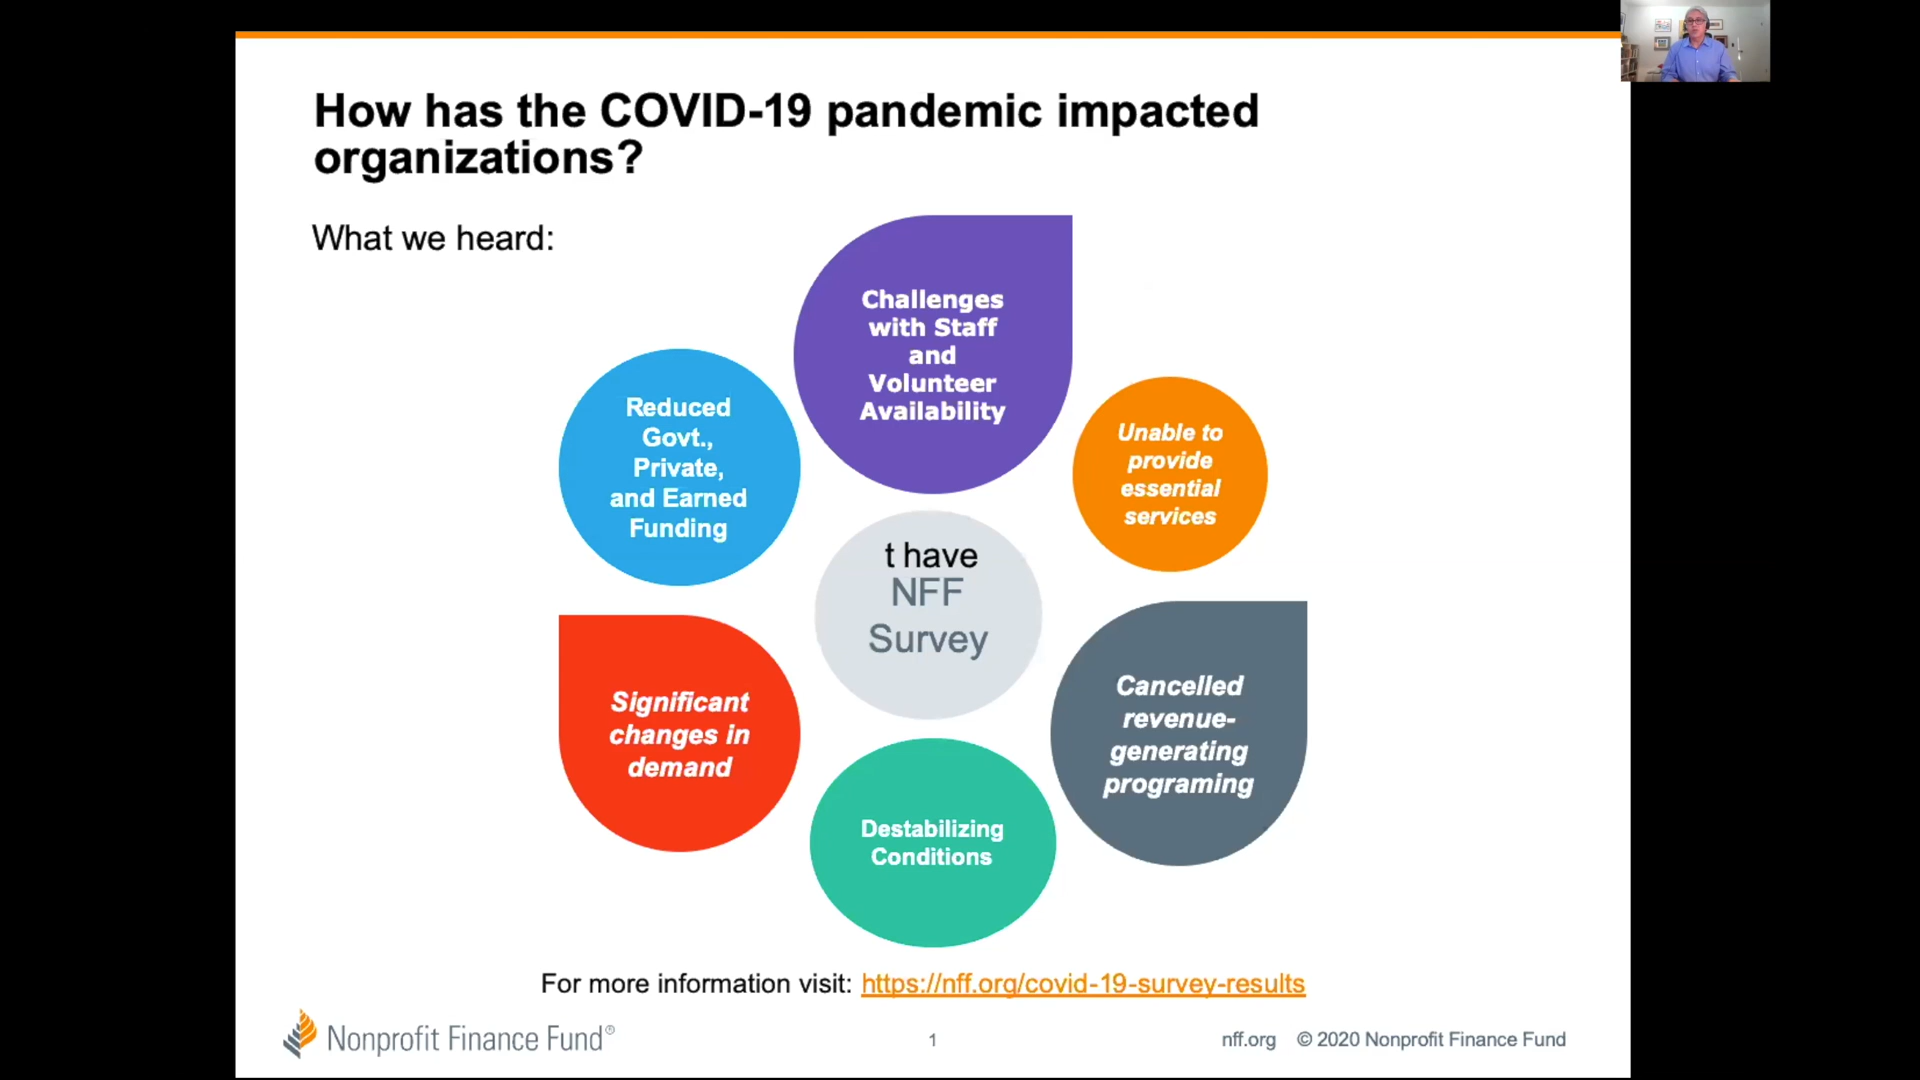 How has the COVID-19 pandemic impacted
organizations?
What we heard:
Challenges
with Staff
and
Volunteer
Availability
Reduced
Govt.,
Private,
and Earned
Funding
Unable to
provide
essential
services
t have
NFF
Survey
Significant
changes in
demand
Cancelled
revenue-
generating
programing
Destabilizing
Conditions
For more information visit: https://nff.org/covid-19-survey-results
Nonprofit Finance Fund®
1
nff.org © 2020 Nonprofit Finance Fund